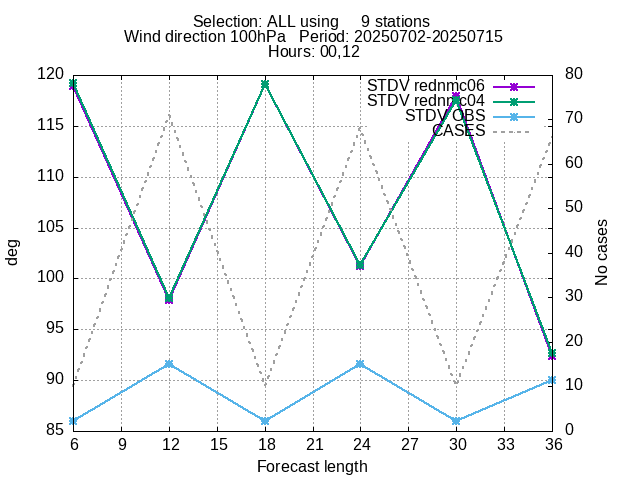 Selection: ALL using     9 stations
Wind direction 100hPa   Period: 20250702-20250715
Hours: 00,12
120
115
110
105
100
95
90
85
deg
80
70
60
50
40
30
20
10
0
No cases
STDV rednmc06
STDV rednmc04
STDV OBS
CASES
6 9 12 15 18 21 24 27 30 33 36
Forecast length